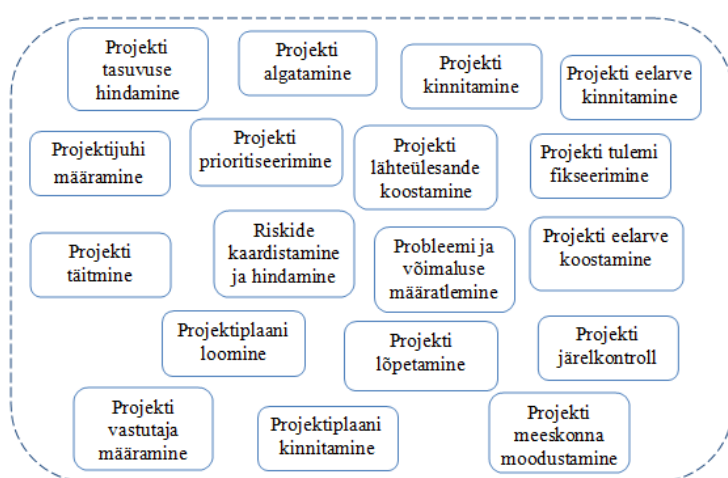 Projekti
tasuvuse
hindamine
Projekti
algatamine
Projekti
kinnitamine
Projekti eelarve
kinnitamine
Projektijuhi
määramine
Projekti
prioritiseerimine
Projekti
lähteülesande
koostamine
Projekti tulemi
fikseerimine
Projekti
täitmine
Riskide
kaardistamine
ja hindamine
Probleemi ja
võimaluse
määratlemine
Projekti eelarve
koostamine
Projektiplaani
loomine
Projekti
lõpetamine
Projekti
järelkontroll
Projekti
vastutaja
määramine
Projektiplaani
kinnitamine
Projekti
meeskonna
moodustamine